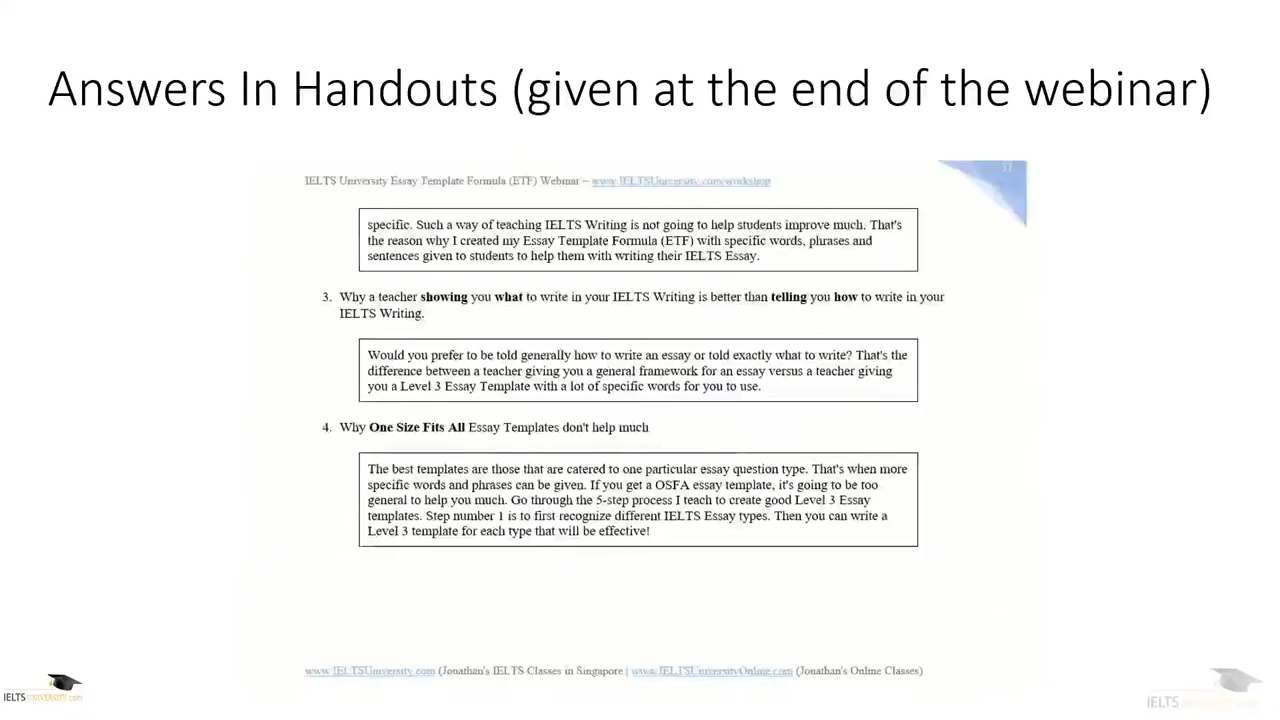 Answers In Handouts (given at the end of the webinar)
IELTS University Essay Template Formula (ETF) Webinar – www.IELTSUniversity.com/workshop
specific. Such a way of teaching IELTS Writing is not going to help students improve much. That's
the reason why I created my Essay Template Formula (ETF) with specific words, phrases and
sentences given to students to help them with writing their IELTS Essay.
3. Why a teacher showing you what to write in your IELTS Writing is better than telling you how to write in your
IELTS Writing.
Would you prefer to be told generally how to write an essay or told exactly what to write? That's the
difference between a teacher giving you a general framework for an essay versus a teacher giving
you a Level 3 Essay Template with a lot of specific words for you to use.
4. Why One Size Fits All Essay Templates don't help much
The best templates are those that are catered to one particular essay question type. That's when more
specific words and phrases can be given. If you get a OSFA essay template, it's going to be too
general to help you much. Go through the 5-step process I teach to create good Level 3 Essay
templates. Step number 1 is to first recognize different IELTS Essay types. Then you can write a
Level 3 template for each type that will be effective!
www.IELTSUniversity.com (Jonathan's IELTS Classes in Singapore | www.IELTSUniversityOnline.com (Jonathan's Online Classes)
IELTS UNIVERSITY.com
IELTS